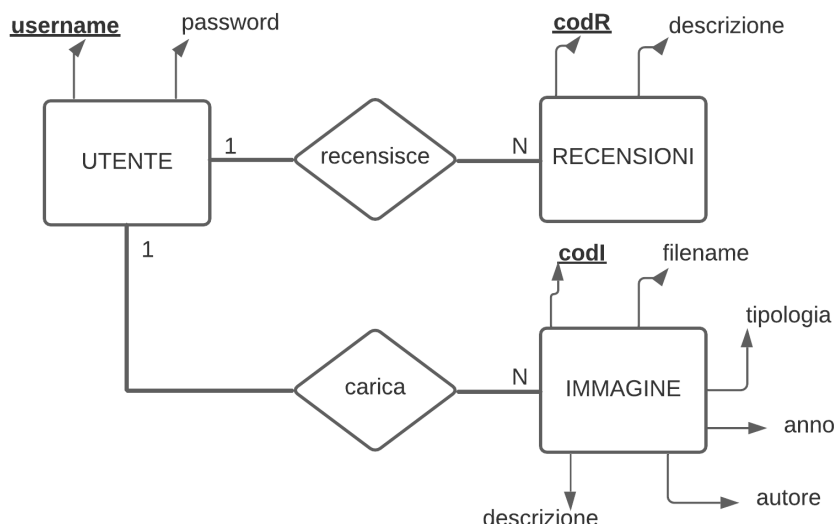 username
password
codR
descrizione
UTENTE
1
recensisce
N
RECENSIONI
1
codI
filename
tipologia
carica
N
IMMAGINE
anno
autore
descrizione